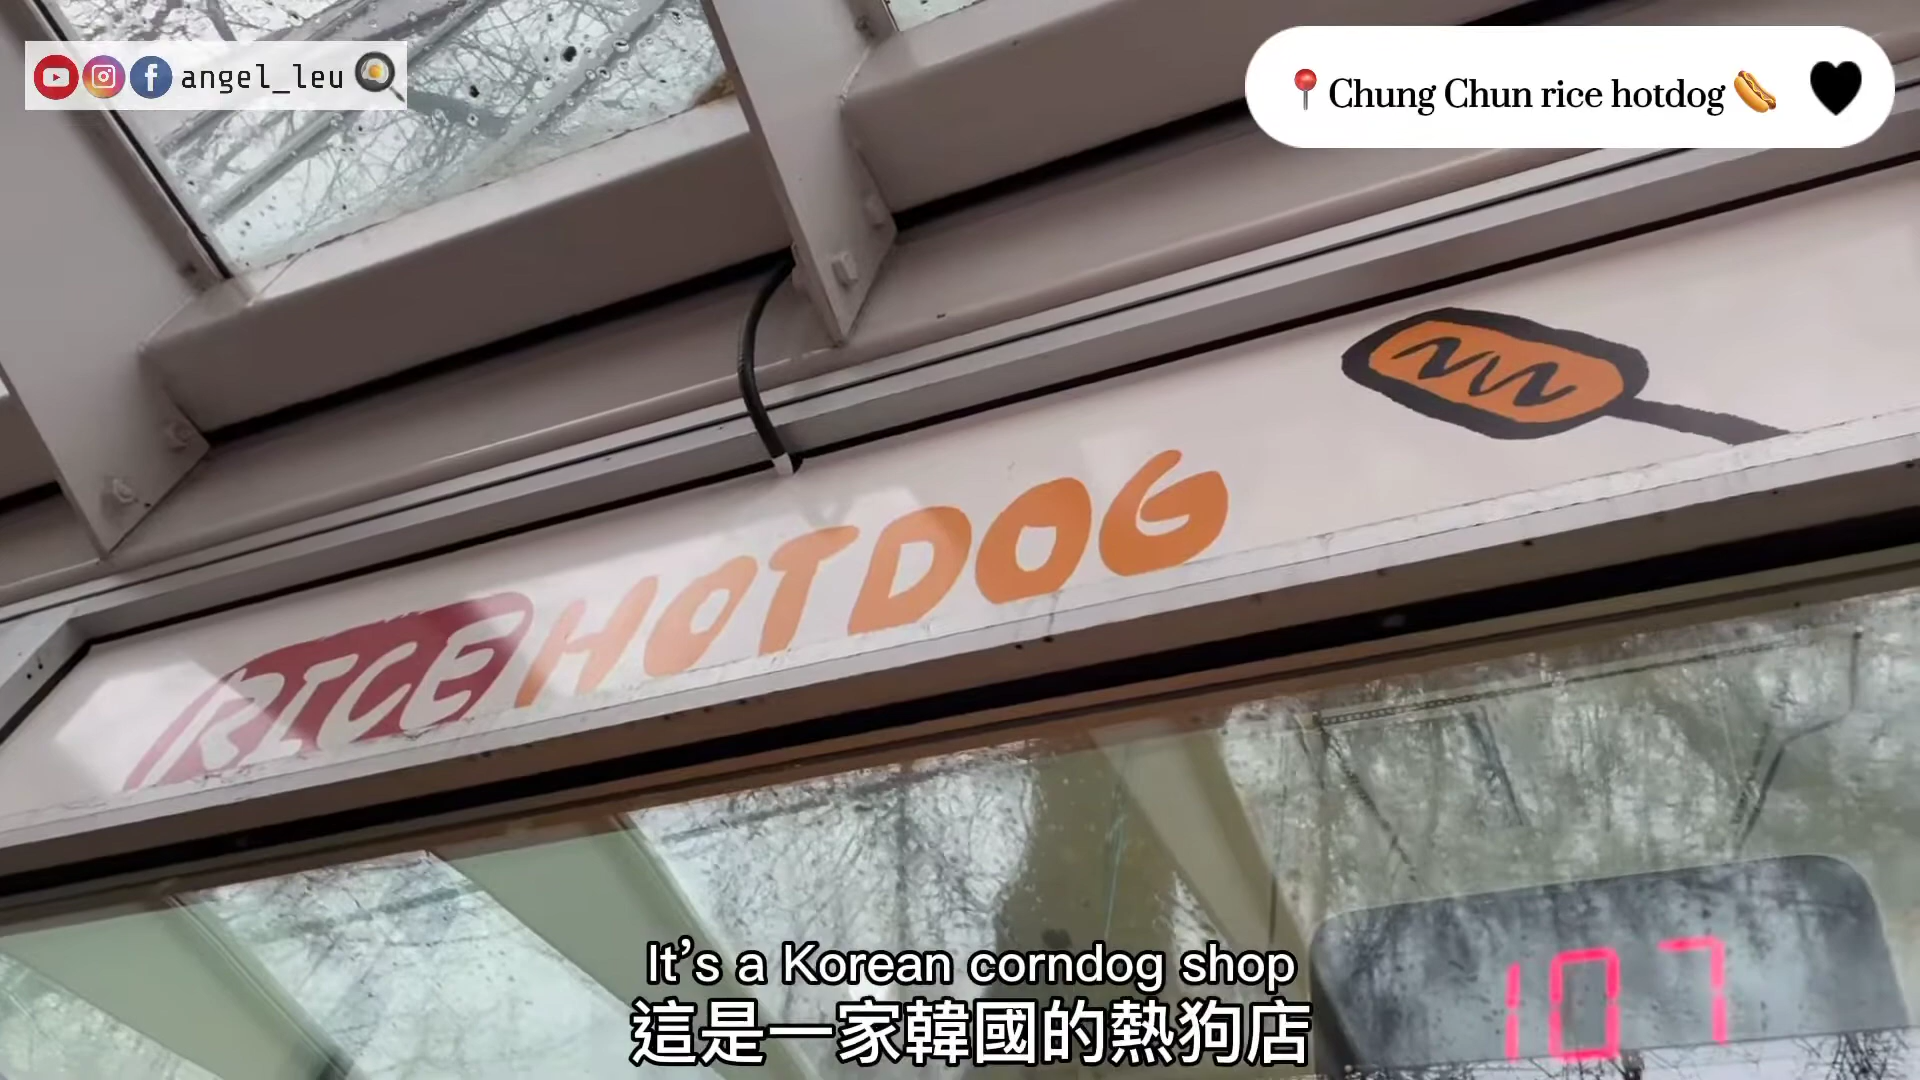 angel_leu
Chung Chun rice hotdog
RICE HOTDOG
107
It's a Korean corndog shop
這是一家韓國的熱狗店